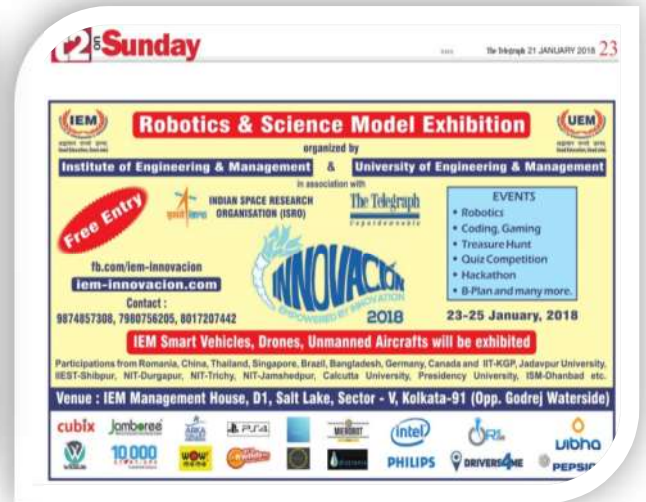 t2 on Sunday
The Telegraph 21 JANUARY 2018 23
IEM
UEM
Robotics & Science Model Exhibition
organized by
Institute of Engineering & Management & University of Engineering & Management
in association with
Free Entry
INDIAN SPACE RESEARCH
ORGANISATION (ISRO)
The Telegraph
EVENTS
• Robotics
• Coding, Gaming
• Treasure Hunt
• Quiz Competition
• Hackathon
• B-Plan and many more.
fb.com/iem-innovacion
iem-innovacion.com
Contact :
9874857308, 7980756205, 8017207442
INNOVACION
EMPOWERED BY INNOVATION
2018
23-25 January, 2018
IEM Smart Vehicles, Drones, Unmanned Aircrafts will be exhibited
Participations from Romania, China, Thailand, Singapore, Brazil, Bangladesh, Germany, Canada and IIT-KGP, Jadavpur University,
IIEST-Shibpur, NIT-Durgapur, NIT-Trichy, NIT-Jamshedpur, Calcutta University, Presidency University, ISM-Dhanbad etc.
Venue : IEM Management House, D1, Salt Lake, Sector - V, Kolkata-91 (Opp. Godrej Waterside)
cubix Jamboree ARKA PS4 intel
vibha
10 000 WOW! PHILIPS DRIVERS4ME PEPSI